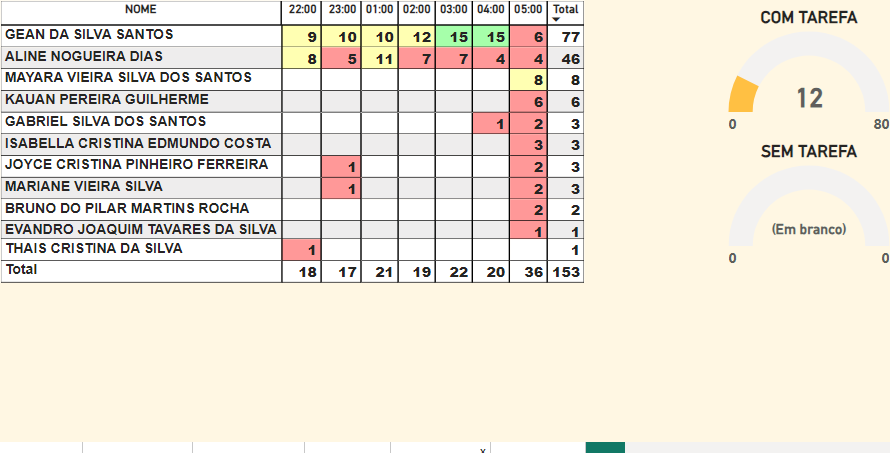 NOME 22:00 23:00 01:00 02:00 03:00 04:00 05:00 Total
GEAN DA SILVA SANTOS 9 10 10 12 15 15 6 77
ALINE NOGUEIRA DIAS 8 5 11 7 7 4 4 46
MAYARA VIEIRA SILVA DOS SANTOS 8 8
KAUAN PEREIRA GUILHERME 6 6
GABRIEL SILVA DOS SANTOS 1 2 3
ISABELLA CRISTINA EDMUNDO COSTA 3 3
JOYCE CRISTINA PINHEIRO FERREIRA 1 2 3
MARIANE VIEIRA SILVA 1 2 3
BRUNO DO PILAR MARTINS ROCHA 2 2
EVANDRO JOAQUIM TAVARES DA SILVA 1 1
THAIS CRISTINA DA SILVA 1 1
Total 18 17 21 19 22 20 36 153
COM TAREFA
12
0 80
SEM TAREFA
(Em branco)
0 0
x